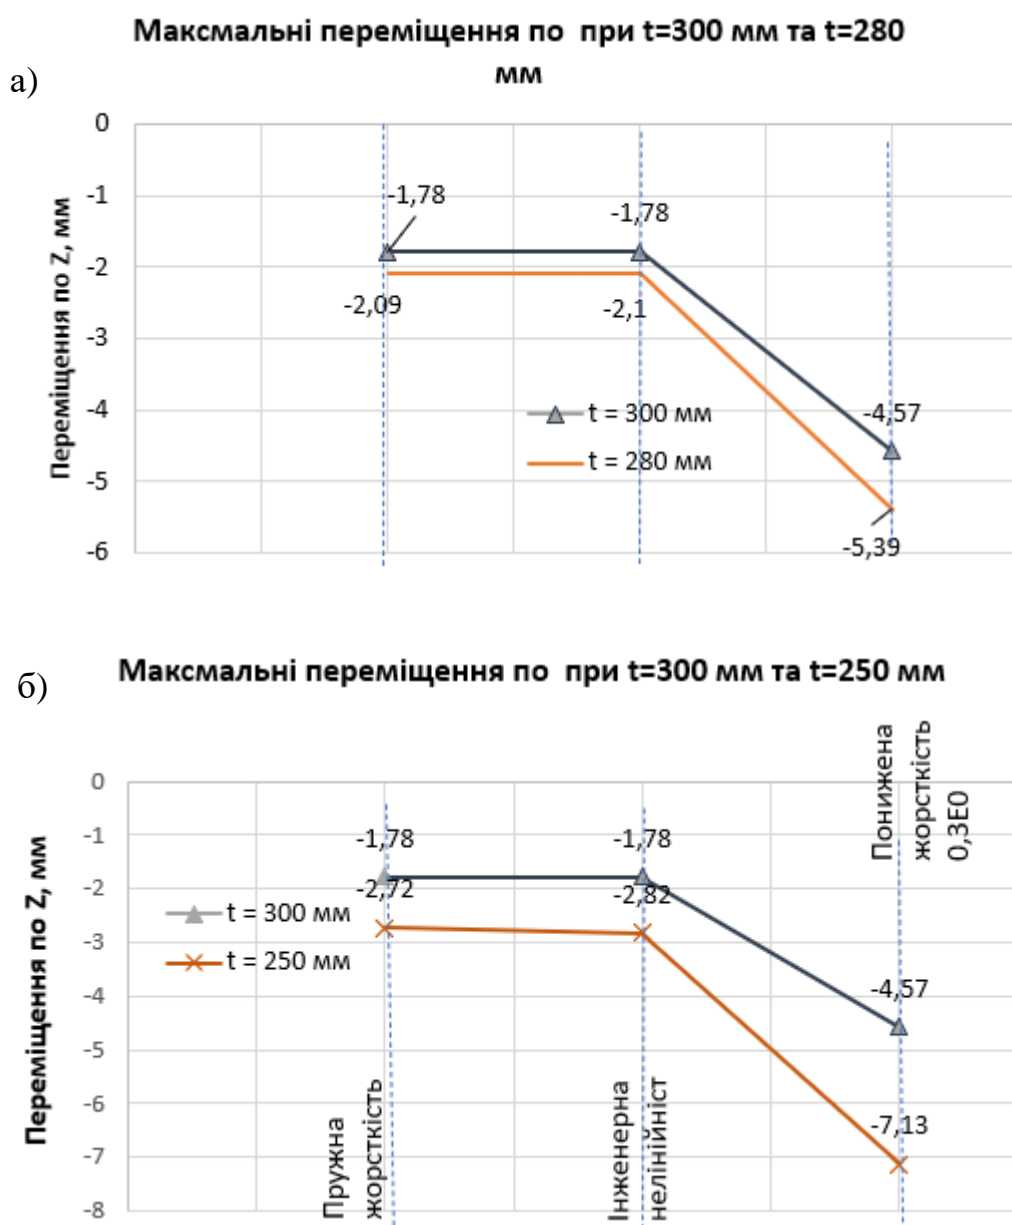 Максмальні переміщення по при t=300 мм та t=280
мм
а)
Переміщення по Z, мм
0
-1
-2
-3
-4
-5
-6
-1,78
-1,78
-2,09
-2,1
-4,57
-5,39
t = 300 мм
t = 280 мм
Максмальні переміщення по при t=300 мм та t=250 мм
б)
Переміщення по Z, мм
0
-1
-2
-3
-4
-5
-6
-7
-8
-1,78
-1,78
-2,72
-2,82
-4,57
-7,13
t = 300 мм
t = 250 мм
Пружна
жорсткість
Інженерна
нелінійніст
Понижена
жорсткість
0,3E0